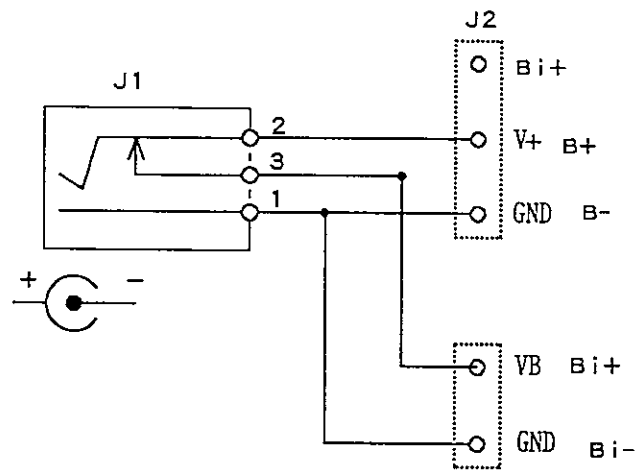 J2
Bi+
J1
2
V+ B+
3
1
GND B-
+ -
VB Bi+
GND Bi-